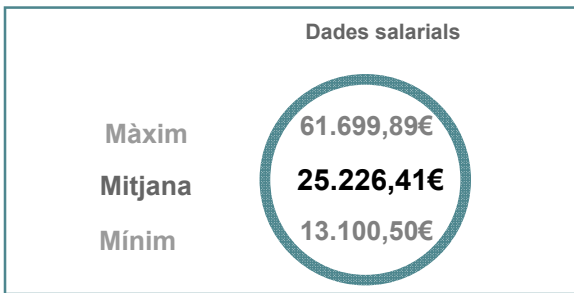 Dades salarials
Màxim 61.699,89€
Mitjana 25.226,41€
Mínim 13.100,50€